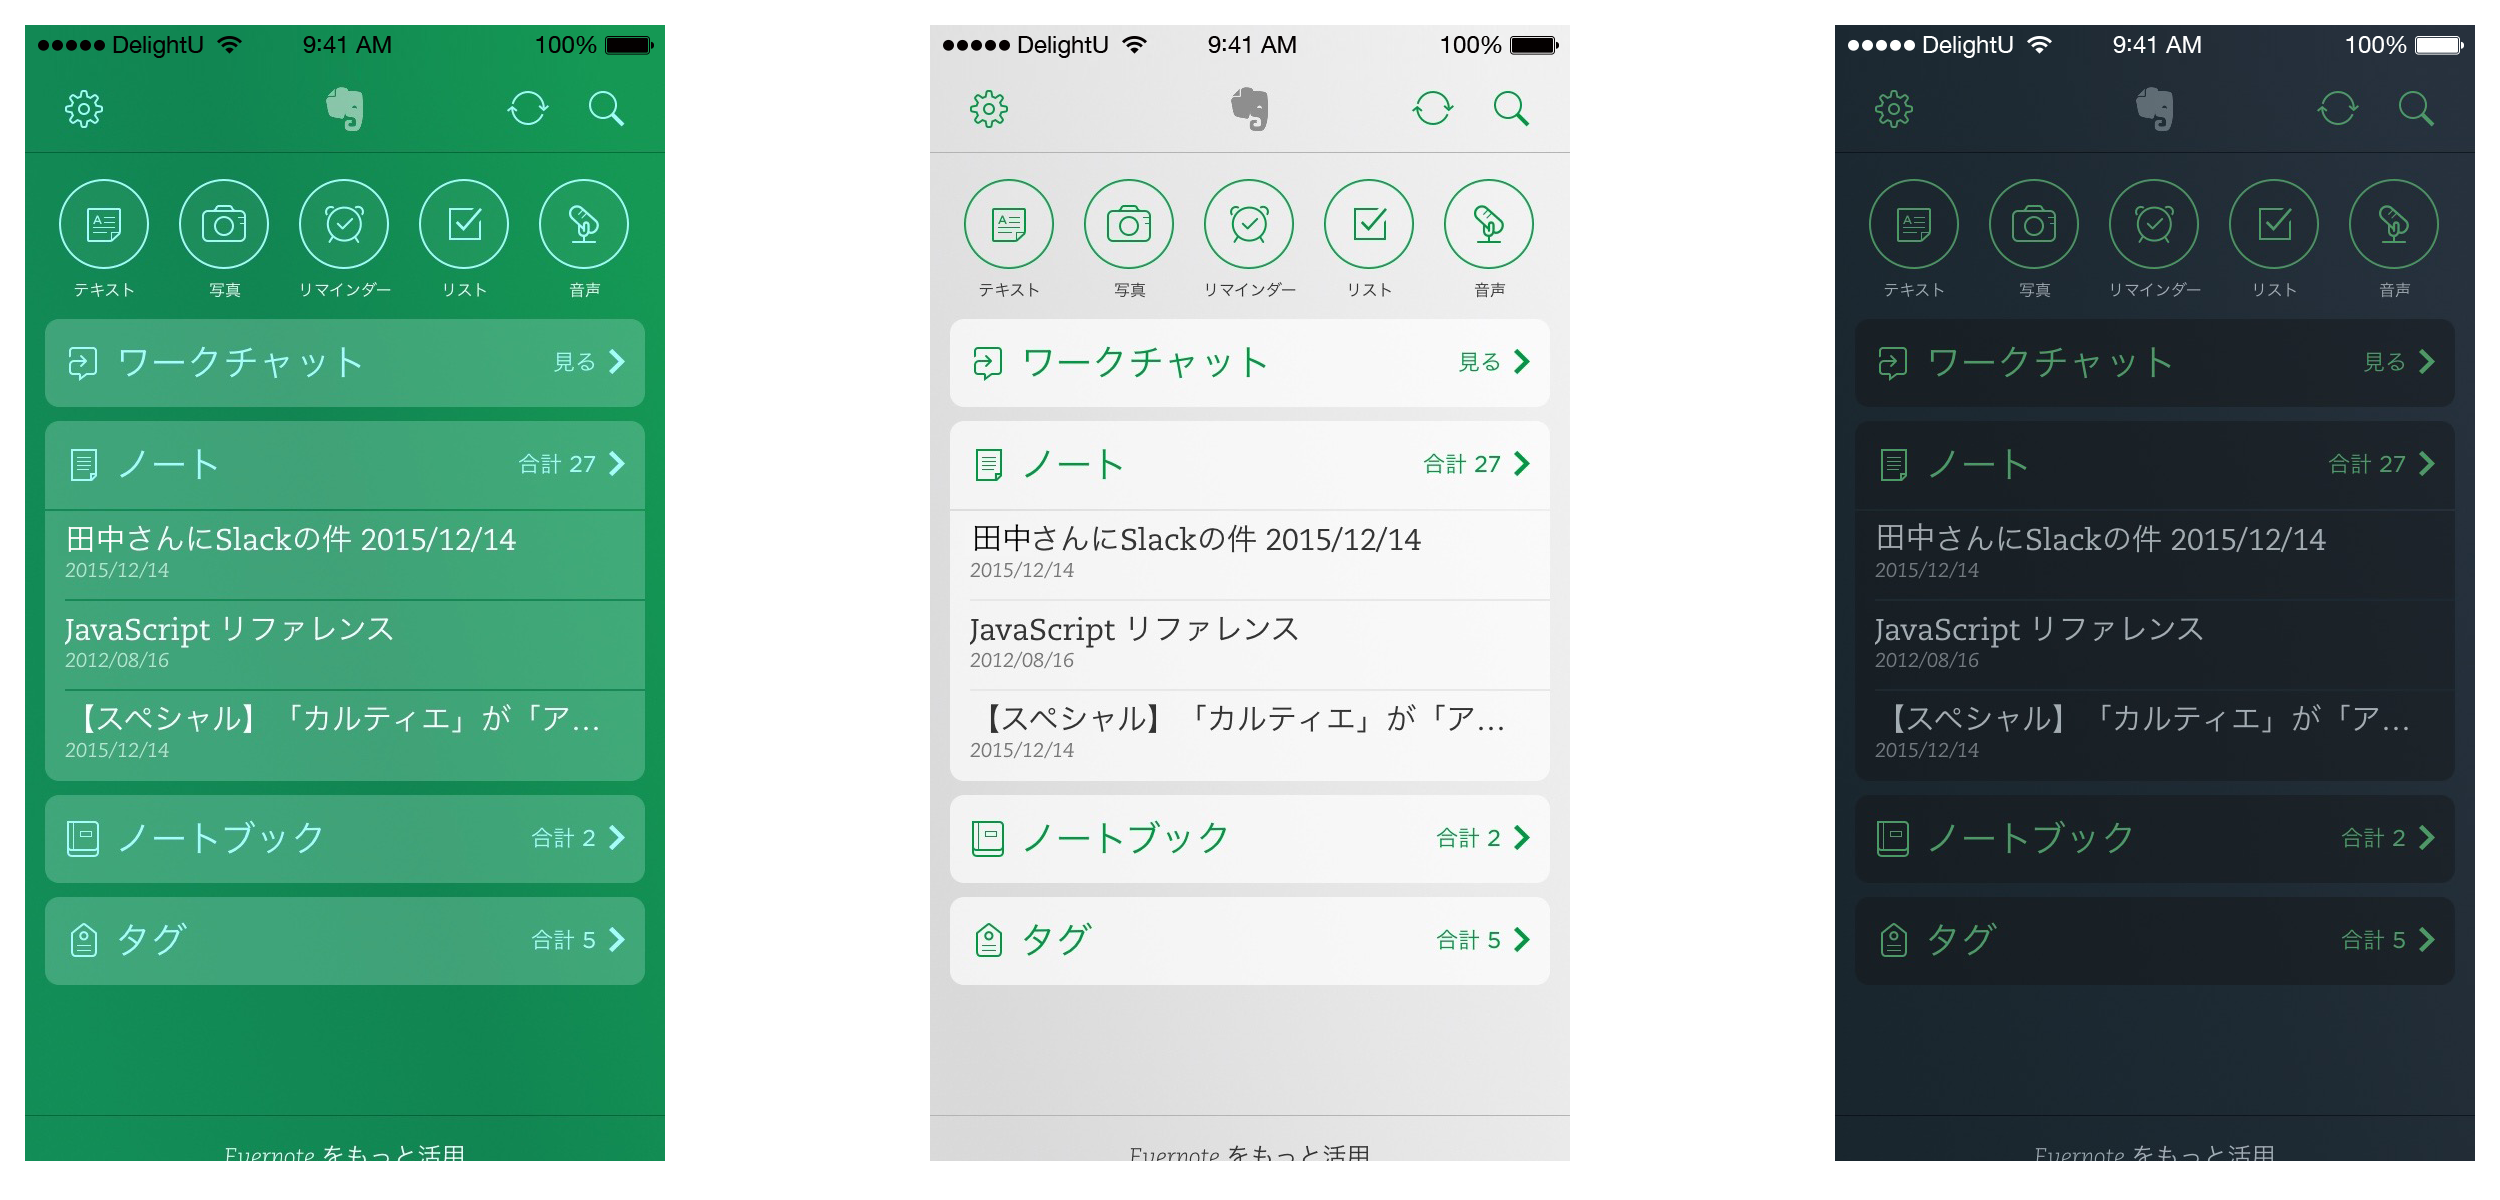 DelightU 9:41 AM 100%
テキスト 写真 リマインダー リスト 音声
ワークチャット 見る
ノート 合計 27
田中さんにSlackの件 2015/12/14
2015/12/14
JavaScript リファレンス
2012/08/16
【スペシャル】「カルティエ」が「ア…
2015/12/14
ノートブック 合計 2
タグ 合計 5
Evernote をもっと活用
DelightU 9:41 AM 100%
テキスト 写真 リマインダー リスト 音声
ワークチャット 見る
ノート 合計 27
田中さんにSlackの件 2015/12/14
2015/12/14
JavaScript リファレンス
2012/08/16
【スペシャル】「カルティエ」が「ア…
2015/12/14
ノートブック 合計 2
タグ 合計 5
Evernote をもっと活用
DelightU 9:41 AM 100%
テキスト 写真 リマインダー リスト 音声
ワークチャット 見る
ノート 合計 27
田中さんにSlackの件 2015/12/14
2015/12/14
JavaScript リファレンス
2012/08/16
【スペシャル】「カルティエ」が「ア…
2015/12/14
ノートブック 合計 2
タグ 合計 5
Evernote をもっと活用